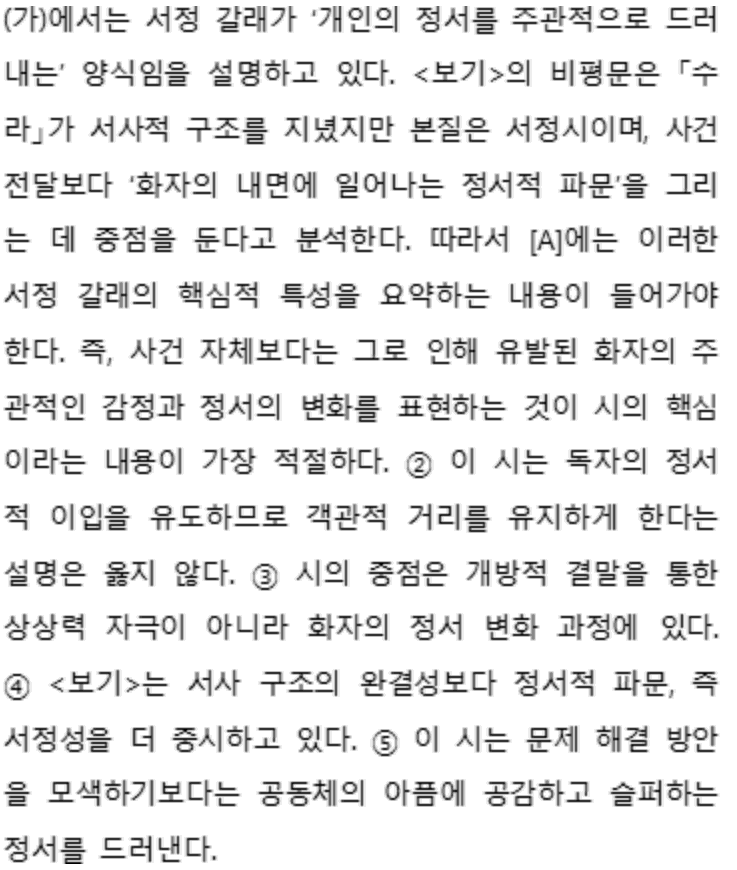 (가)에서는 서정 갈래가 ‘개인의 정서를 주관적으로 드러
내는’ 양식임을 설명하고 있다. <보기>의 비평문은 「수
라」가 서사적 구조를 지녔지만 본질은 서정시이며, 사건
전달보다 ‘화자의 내면에 일어나는 정서적 파문’을 그리
는 데 중점을 둔다고 분석한다. 따라서 [A]에는 이러한
서정 갈래의 핵심적 특성을 요약하는 내용이 들어가야
한다. 즉, 사건 자체보다는 그로 인해 유발된 화자의 주
관적인 감정과 정서의 변화를 표현하는 것이 시의 핵심
이라는 내용이 가장 적절하다. ② 이 시는 독자의 정서
적 이입을 유도하므로 객관적 거리를 유지하게 한다는
설명은 옳지 않다. ③ 시의 중점은 개방적 결말을 통한
상상력 자극이 아니라 화자의 정서 변화 과정에 있다.
④ <보기>는 서사 구조의 완결성보다 정서적 파문, 즉
서정성을 더 중시하고 있다. ⑤ 이 시는 문제 해결 방안
을 모색하기보다는 공동체의 아픔에 공감하고 슬퍼하는
정서를 드러낸다.